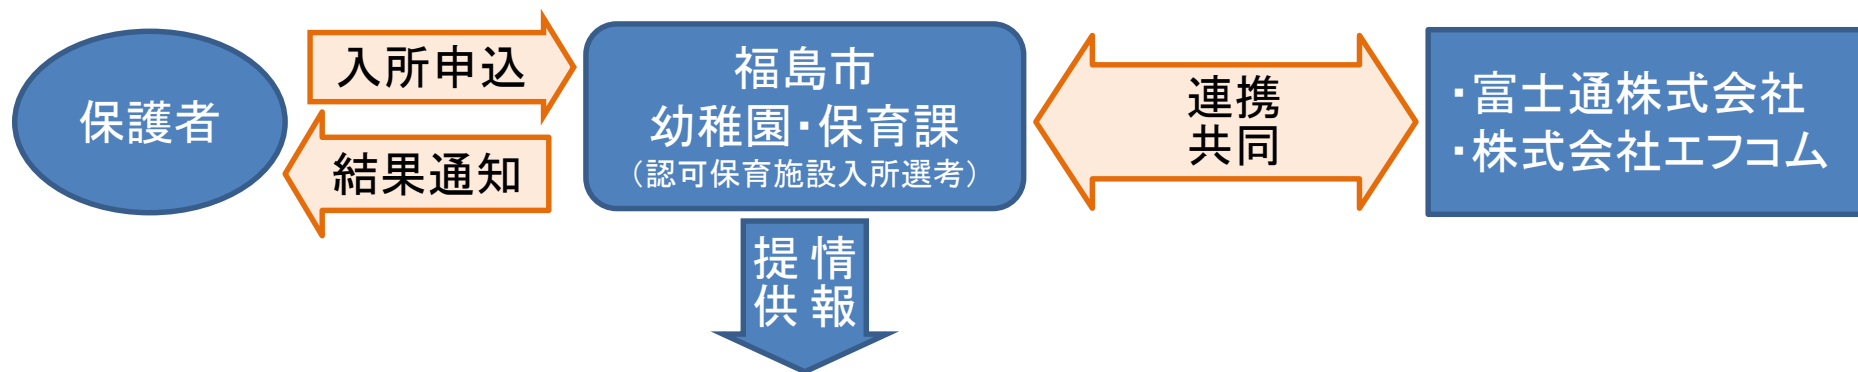 保護者
入所申込
結果通知
福島市
幼稚園・保育課
（認可保育施設入所選考）
連携
共同
・富士通株式会社
・株式会社エフコム
情報
提供